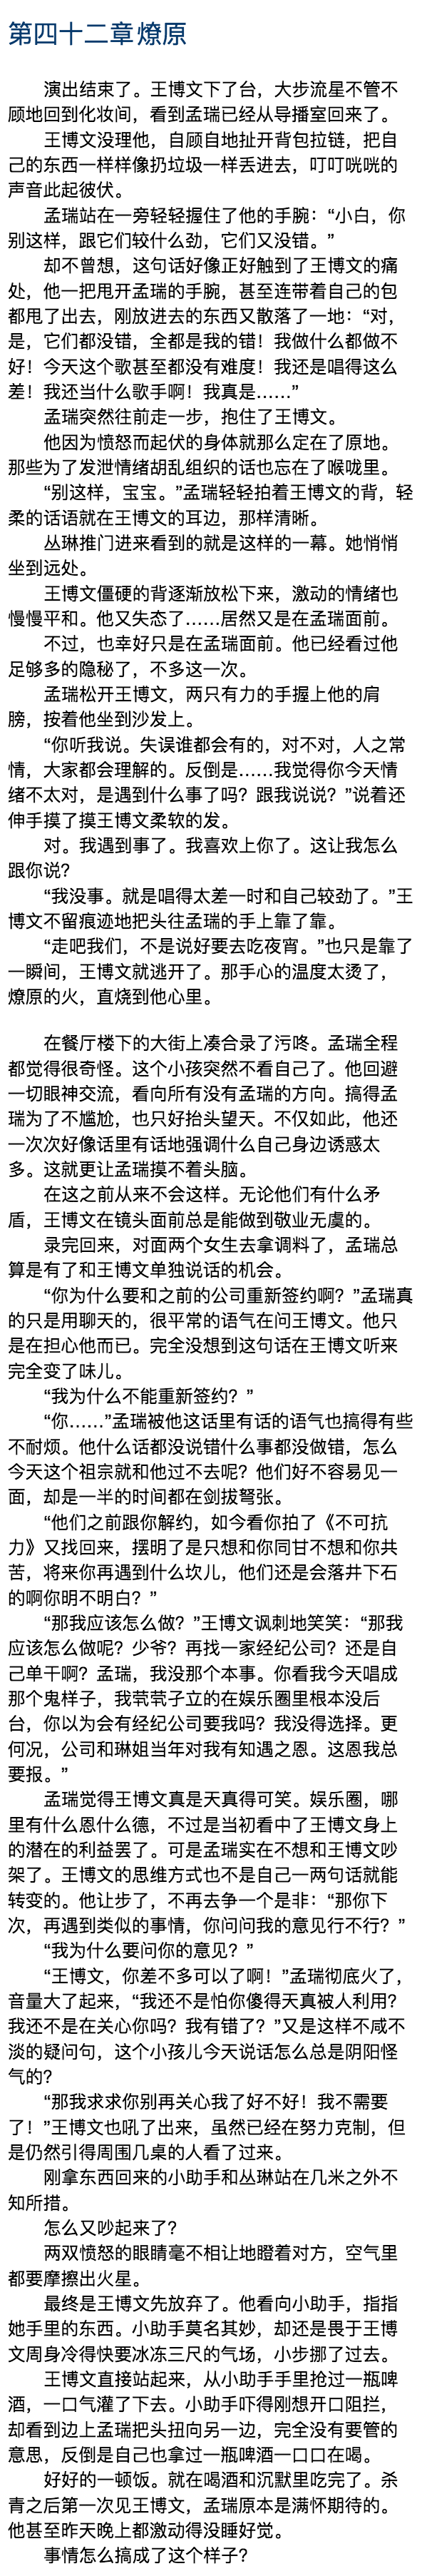 第四十二章 燎原
演出结束了。王博文下了台，大步流星不管不
顾地回到化妆间，看到孟瑞已经从导播室回来了。
王博文没理他，自顾自地扯开背包拉链，把自
己的东西一样样像扔垃圾一样丢进去，叮叮咣咣的
声音此起彼伏。
孟瑞站在一旁轻轻握住了他的手腕：“小白，你
别这样，跟它们较什么劲，它们又没错。”
却不曾想，这句话好像正好触到了王博文的痛
处，他一把甩开孟瑞的手腕，甚至连带着自己的包
都甩了出去，刚放进去的东西又散落了一地：“对，
是，它们都没错，全都是我的错！我做什么都做不
好！今天这个歌甚至都没有难度！我还是唱得这么
差！我还当什么歌手啊！我真是……”
孟瑞突然往前走一步，抱住了王博文。
他因为愤怒而起伏的身体就那么定在了原地。
那些为了发泄情绪胡乱组织的话也忘在了喉咙里。
“别这样，宝宝。”孟瑞轻轻拍着王博文的背，轻
柔的话语就在王博文的耳边，那样清晰。
丛琳推门进来看到的就是这样的一幕。她悄悄
坐到远处。
王博文僵硬的背逐渐放松下来，激动的情绪也
慢慢平和。他又失态了……居然又是在孟瑞面前。
不过，也幸好只是在孟瑞面前。他已经看过他
足够多的隐秘了，不多这一次。
孟瑞松开王博文，两只有力的手握上他的肩
膀，按着他坐到沙发上。
“你听我说。失误谁都会有的，对不对，人之常
情，大家都会理解的。反倒是……我觉得你今天情
绪不太对，是遇到什么事了吗？跟我说说？”说着还
伸手摸了摸王博文柔软的发。
对。我遇到事了。我喜欢上你了。这让我怎么
跟你说？
“我没事。就是唱得太差一时和自己较劲了。”王
博文不留痕迹地把头往孟瑞的手上靠了靠。
“走吧我们，不是说好要去吃夜宵。”也只是靠了
一瞬间，王博文就逃开了。那手心的温度太烫了，
燎原的火，直烧到他心里。
在餐厅楼下的大街上凑合录了污咚。孟瑞全程
都觉得很奇怪。这个小孩突然不看自己了。他回避
一切眼神交流，看向所有没有孟瑞的方向。搞得孟
瑞为了不尴尬，也只好抬头望天。不仅如此，他还
一次次好像话里有话地强调什么自己身边诱惑太
多。这就更让孟瑞摸不着头脑。
在这之前从来不会这样。无论他们有什么矛
盾，王博文在镜头面前总是能做到敬业无虞的。
录完回来，对面两个女生去拿调料了，孟瑞总
算是有了和王博文单独说话的机会。
“你为什么要和之前的公司重新签约啊？”孟瑞真
的只是用聊天的，很平常的语气在问王博文。他只
是在担心他而已。完全没想到这句话在王博文听来
完全变了味儿。
“我为什么不能重新签约？”
“你……”孟瑞被他这话里有话的语气也搞得有些
不耐烦。他什么话都没说错什么事都没做错，怎么
今天这个祖宗就和他过不去呢？他们好不容易见一
面，却是一半的时间都在剑拔弩张。
“他们之前跟你解约，如今看你拍了《不可抗
力》又找回来，摆明了是只想和你同甘不想和你共
苦，将来你再遇到什么坎儿，他们还是会落井下石
的啊你明不明白？”
“那我应该怎么做？”王博文讽刺地笑笑：“那我
应该怎么做呢？少爷？再找一家经纪公司？还是自
己单干啊？孟瑞，我没那个本事。你看我今天唱成
那个鬼样子，我茕茕孑立的在娱乐圈里根本没后
台，你以为会有经纪公司要我吗？我没得选择。更
何况，公司和琳姐当年对我有知遇之恩。这恩我总
要报。”
孟瑞觉得王博文真是天真得可笑。娱乐圈，哪
里有什么恩什么德，不过是当初看中了王博文身上
的潜在的利益罢了。可是孟瑞实在不想和王博文吵
架了。王博文的思维方式也不是自己一两句话就能
转变的。他让步了，不再去争一个是非：“那你下
次，再遇到类似的事情，你问问我的意见行不行？”
“我为什么要问你的意见？”
“王博文，你差不多可以了啊！”孟瑞彻底火了，
音量大了起来，“我还不是怕你傻得天真被人利用？
我还不是在关心你吗？我有错了？”又是这样不咸不
淡的疑问句，这个小孩儿今天说话怎么总是阴阳怪
气的？
“那我求求你别再关心我了好不好！我不需要
了！”王博文也吼了出来，虽然已经在努力克制，但
是仍然引得周围几桌的人看了过来。
刚拿东西回来的小助手和丛琳站在几米之外不
知所措。
怎么又吵起来了？
两双愤怒的眼睛毫不相让地瞪着对方，空气里
都要摩擦出火星。
最终是王博文先放弃了。他看向小助手，指指
她手里的东西。小助手莫名其妙，却还是畏于王博
文周身冷得快要冰冻三尺的气场，小步挪了过去。
王博文直接站起来，从小助手手里抢过一瓶啤
酒，一口气灌了下去。小助手吓得刚想开口阻拦，
却看到边上孟瑞把头扭向另一边，完全没有要管的
意思，反倒是自己也拿过一瓶啤酒一口口在喝。
好好的一顿饭。就在喝酒和沉默里吃完了。杀
青之后第一次见王博文，孟瑞原本是满怀期待的。
他甚至昨天晚上都激动得没睡好觉。
事情怎么搞成了这个样子？